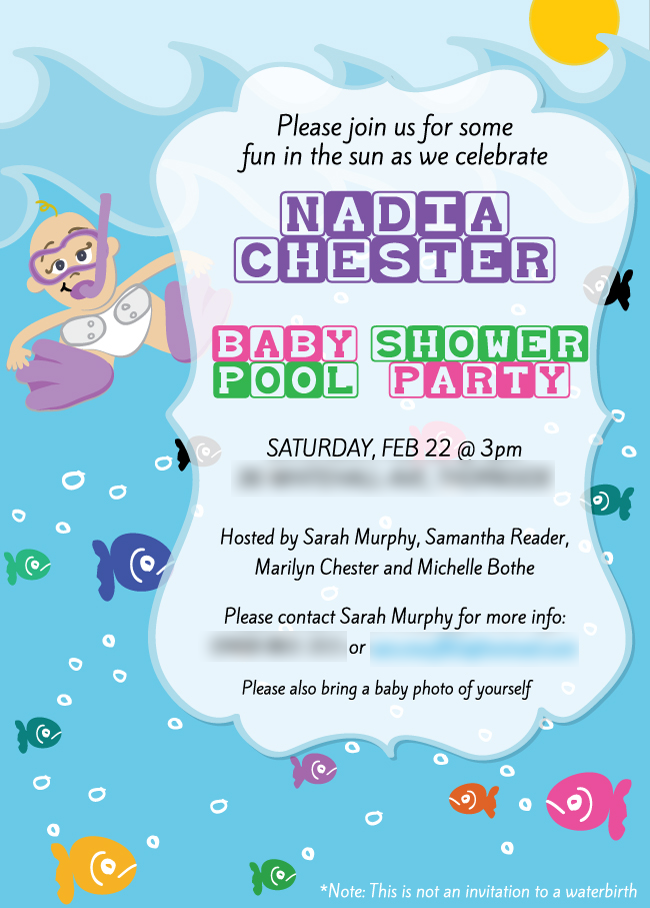 Please join us for some
fun in the sun as we celebrate
NADIA
CHESTER
BABY SHOWER
POOL PARTY
SATURDAY, FEB 22 @ 3pm
Hosted by Sarah Murphy, Samantha Reader,
Marilyn Chester and Michelle Bothe
Please contact Sarah Murphy for more info:
or
Please also bring a baby photo of yourself
*Note: This is not an invitation to a waterbirth